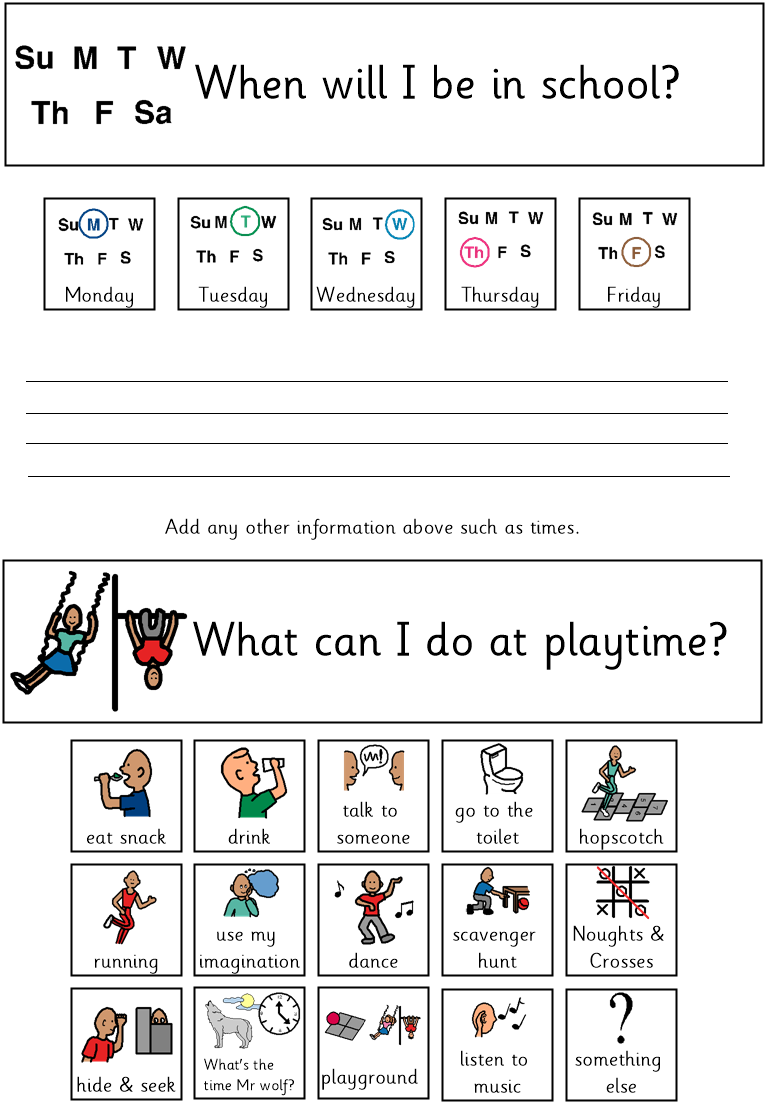 Su M T W
Th F Sa
When will I be in school?
Su M T W
Th F S
Monday
Su M T W
Th F S
Tuesday
Su M T W
Th F S
Wednesday
Su M T W
Th F S
Thursday
Su M T W
Th F S
Friday
Add any other information above such as times.
What can I do at playtime?
eat snack
drink
m!
talk to
someone
go to the
toilet
hopscotch
running
use my
imagination
dance
scavenger
hunt
Noughts &
Crosses
hide & seek
What's the
time Mr wolf?
playground
listen to
music
?
something
else